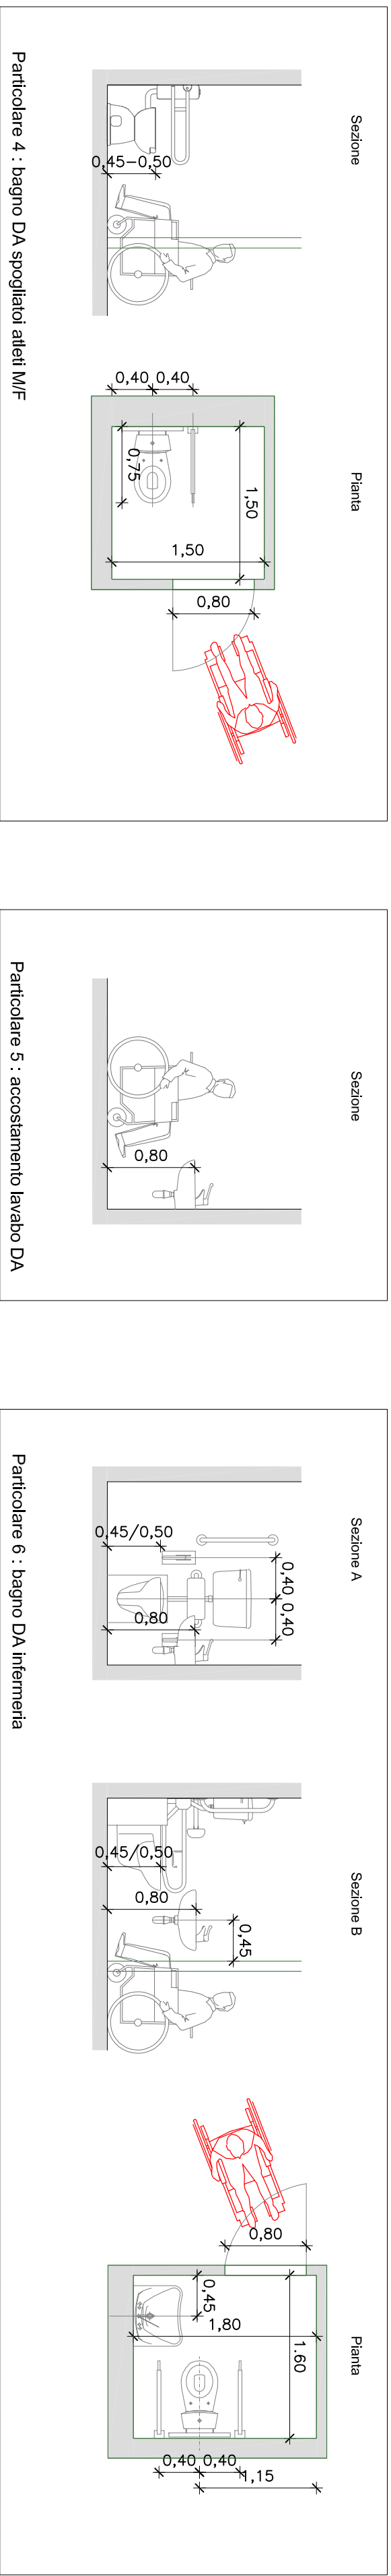 Sezione
0,45-0,50
Pianta
0,40
0,40
0,75
1,50
1,50
0,80
Particolare 4 : bagno DA spogliatoi atleti M/F
Sezione
0,80
Particolare 5 : accostamento lavabo DA
Sezione A
0,45/0,50
0,40
0,40
0,80
Sezione B
0,45/0,50
0,80
0,45
Pianta
0,80
0,45
1.60
1,80
0,40
0,40
1,15
Particolare 6 : bagno DA infermeria